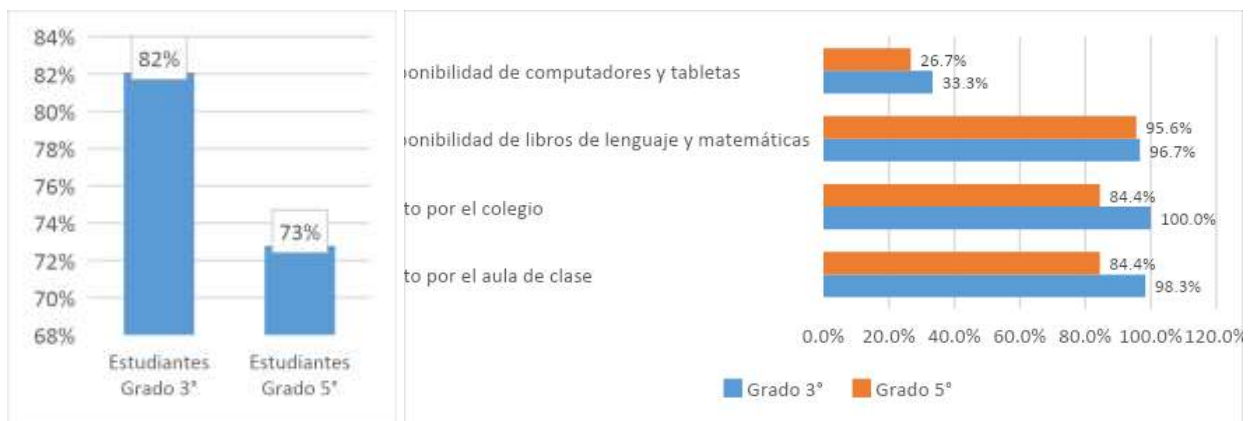 84%
82%
80%
78%
76%
74%
72%
70%
68%
82%
73%
Estudiantes
Grado 3°
Estudiantes
Grado 5°
ponibilidad de computadores y tabletas
26.7%
33.3%
ponibilidad de libros de lenguaje y matemáticas
95.6%
96.7%
to por el colegio
84.4%
100.0%
to por el aula de clase
84.4%
98.3%
0.0% 20.0% 40.0% 60.0% 80.0% 100.0% 120.0%
Grado 3° Grado 5°